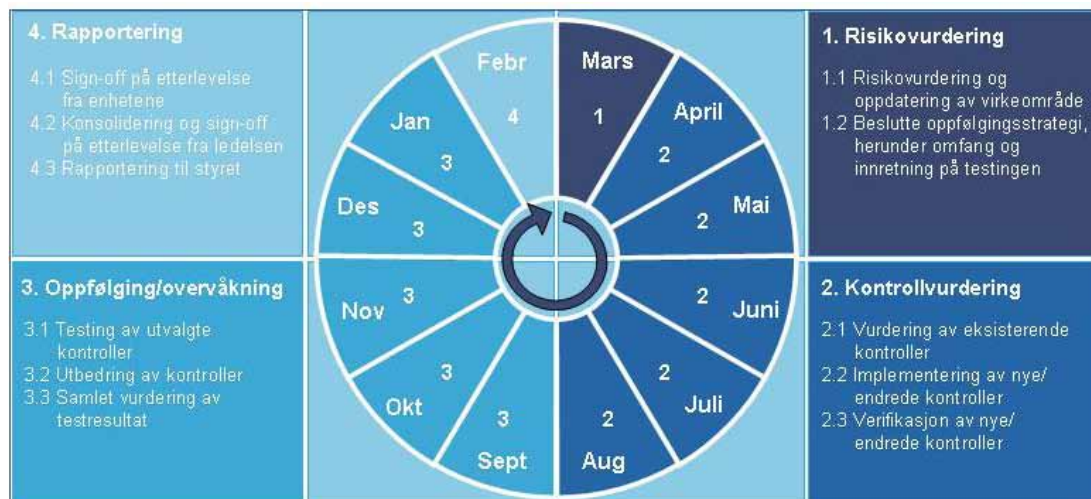 4. Rapportering
4.1 Sign-off på etterlevelse
fra enhetene
4.2 Konsolidering og sign-off
på etterlevelse fra ledelsen
4.3 Rapportering til styret
1. Risikovurdering
1.1 Risikovurdering og
oppdatering av virkeområde
1.2 Beslutte oppfølgingsstrategi,
herunder omfang og
innretning på testingen
3. Oppfølging/overvåkning
3.1 Testing av utvalgte
kontroller
3.2 Utbedring av kontroller
3.3 Samlet vurdering av
testresultat
2. Kontrollvurdering
2.1 Vurdering av eksisterende
kontroller
2.2 Implementering av nye/
endrede kontroller
2.3 Verifikasjon av nye/
endrede kontroller
Mars
1
April
2
Mai
2
Juni
2
Juli
2
Aug
2
Sept
3
Okt
3
Nov
3
Des
3
Jan
3
Febr
4